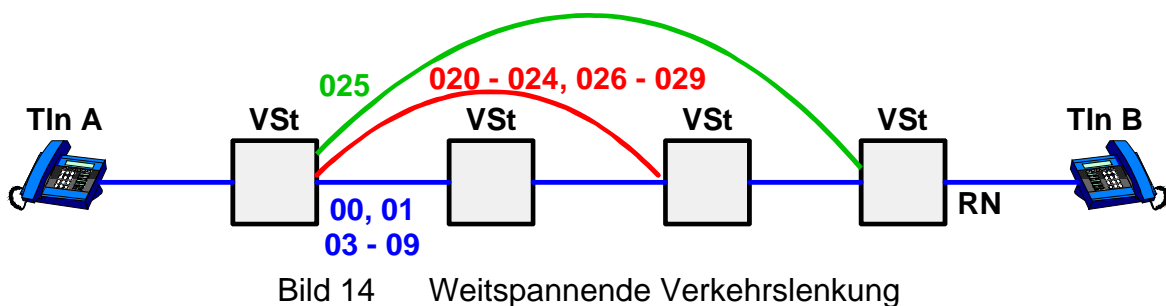 025
020 - 024, 026 - 029
Tln A
VSt
VSt
VSt
VSt
Tln B
00, 01
03 - 09
RN
Bild 14 Weitspannende Verkehrslenkung